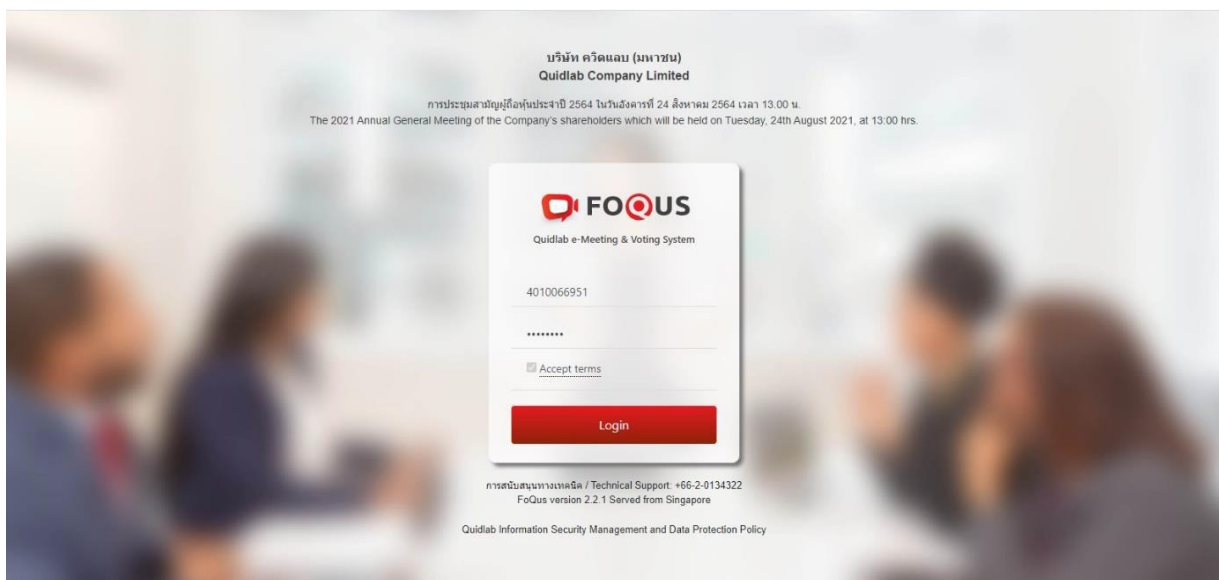 บริษัท ควิดแลบ (มหาชน)
Quidlab Company Limited
การประชุมสามัญผู้ถือหุ้นประจำปี 2564 ในวันอังคารที่ 24 สิงหาคม 2564 เวลา 13.00 น.
The 2021 Annual General Meeting of the Company's shareholders which will be held on Tuesday, 24th August 2021, at 13:00 hrs.
FOQUS
Quidlab e-Meeting & Voting System
4010066951
••••••••
Accept terms
Login
การสนับสนุนทางเทคนิค / Technical Support: +66-2-0134322
FoQus version 2.2.1 Served from Singapore
Quidlab Information Security Management and Data Protection Policy